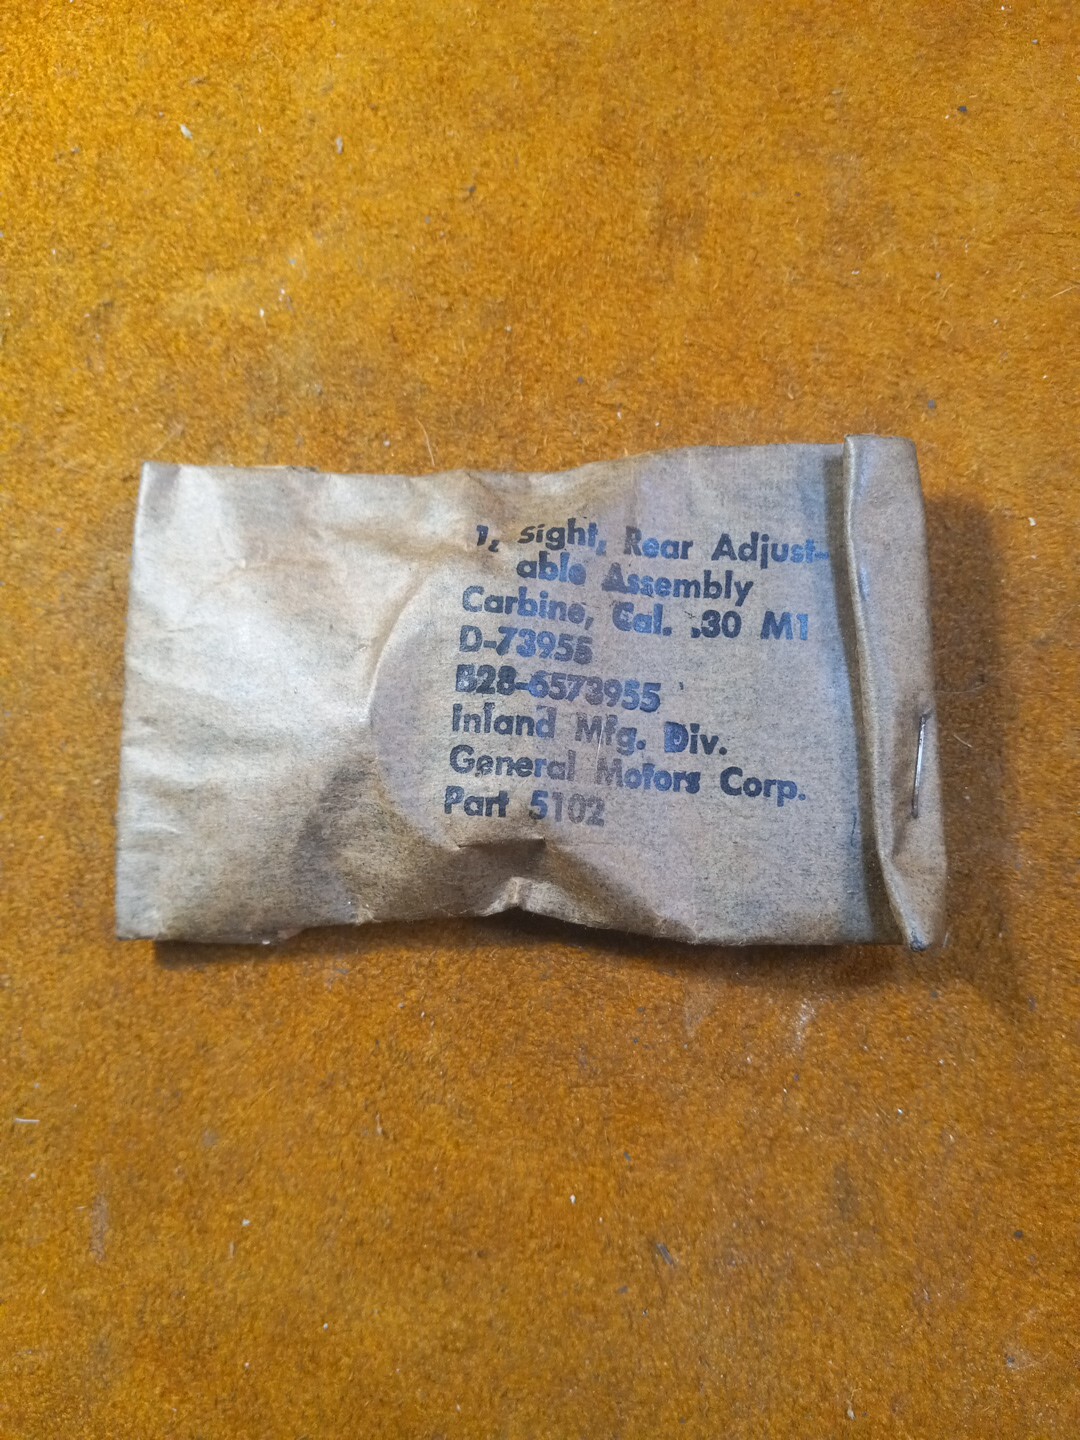 1, sight, Rear Adjust-
able Assembly
Carbine, Cal. .30 M1
D-73955
B28-6573955
Inland Mfg. Div.
General Motors Corp.
Part 5102